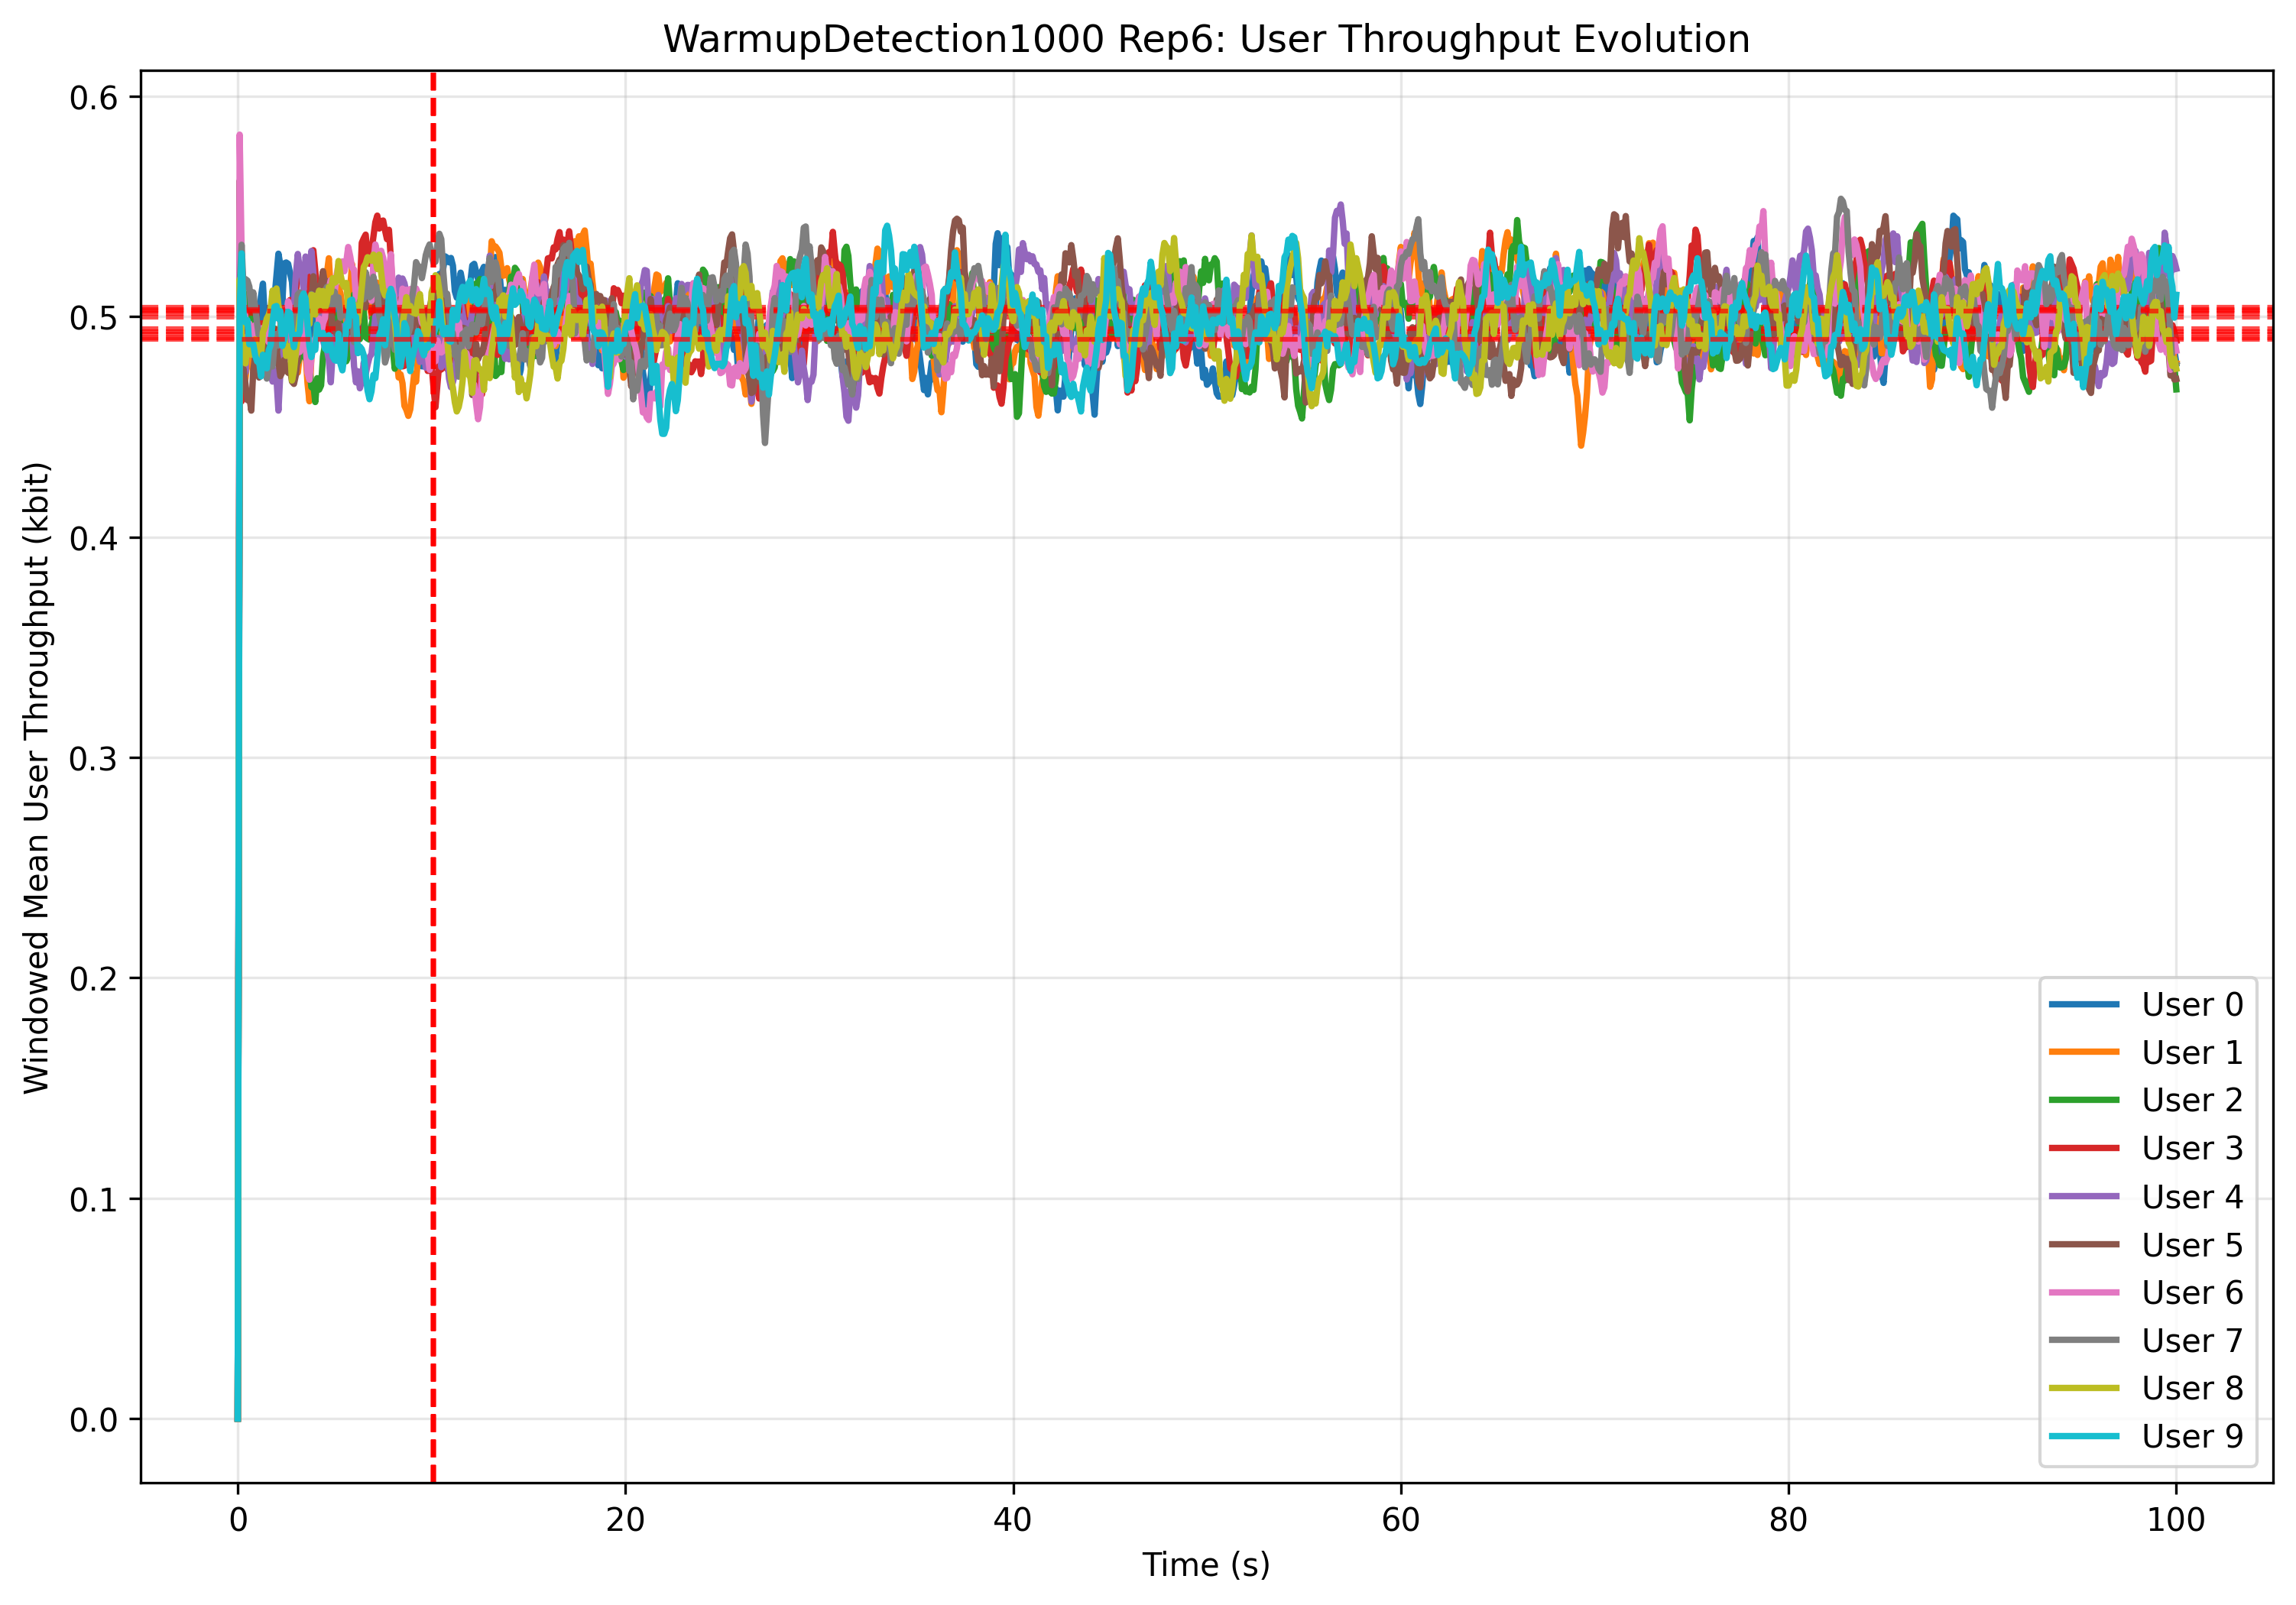 WarmupDetection1000 Rep6: User Throughput Evolution
Windowed Mean User Throughput (kbit)
0.6
0.5
0.4
0.3
0.2
0.1
0.0
0
20
40
60
80
100
Time (s)
User 0
User 1
User 2
User 3
User 4
User 5
User 6
User 7
User 8
User 9